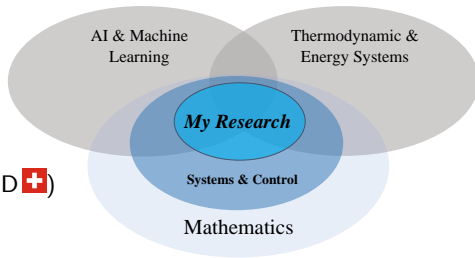 AI & Machine
Learning
Thermodynamic &
Energy Systems
My Research
D )
Systems & Control
Mathematics